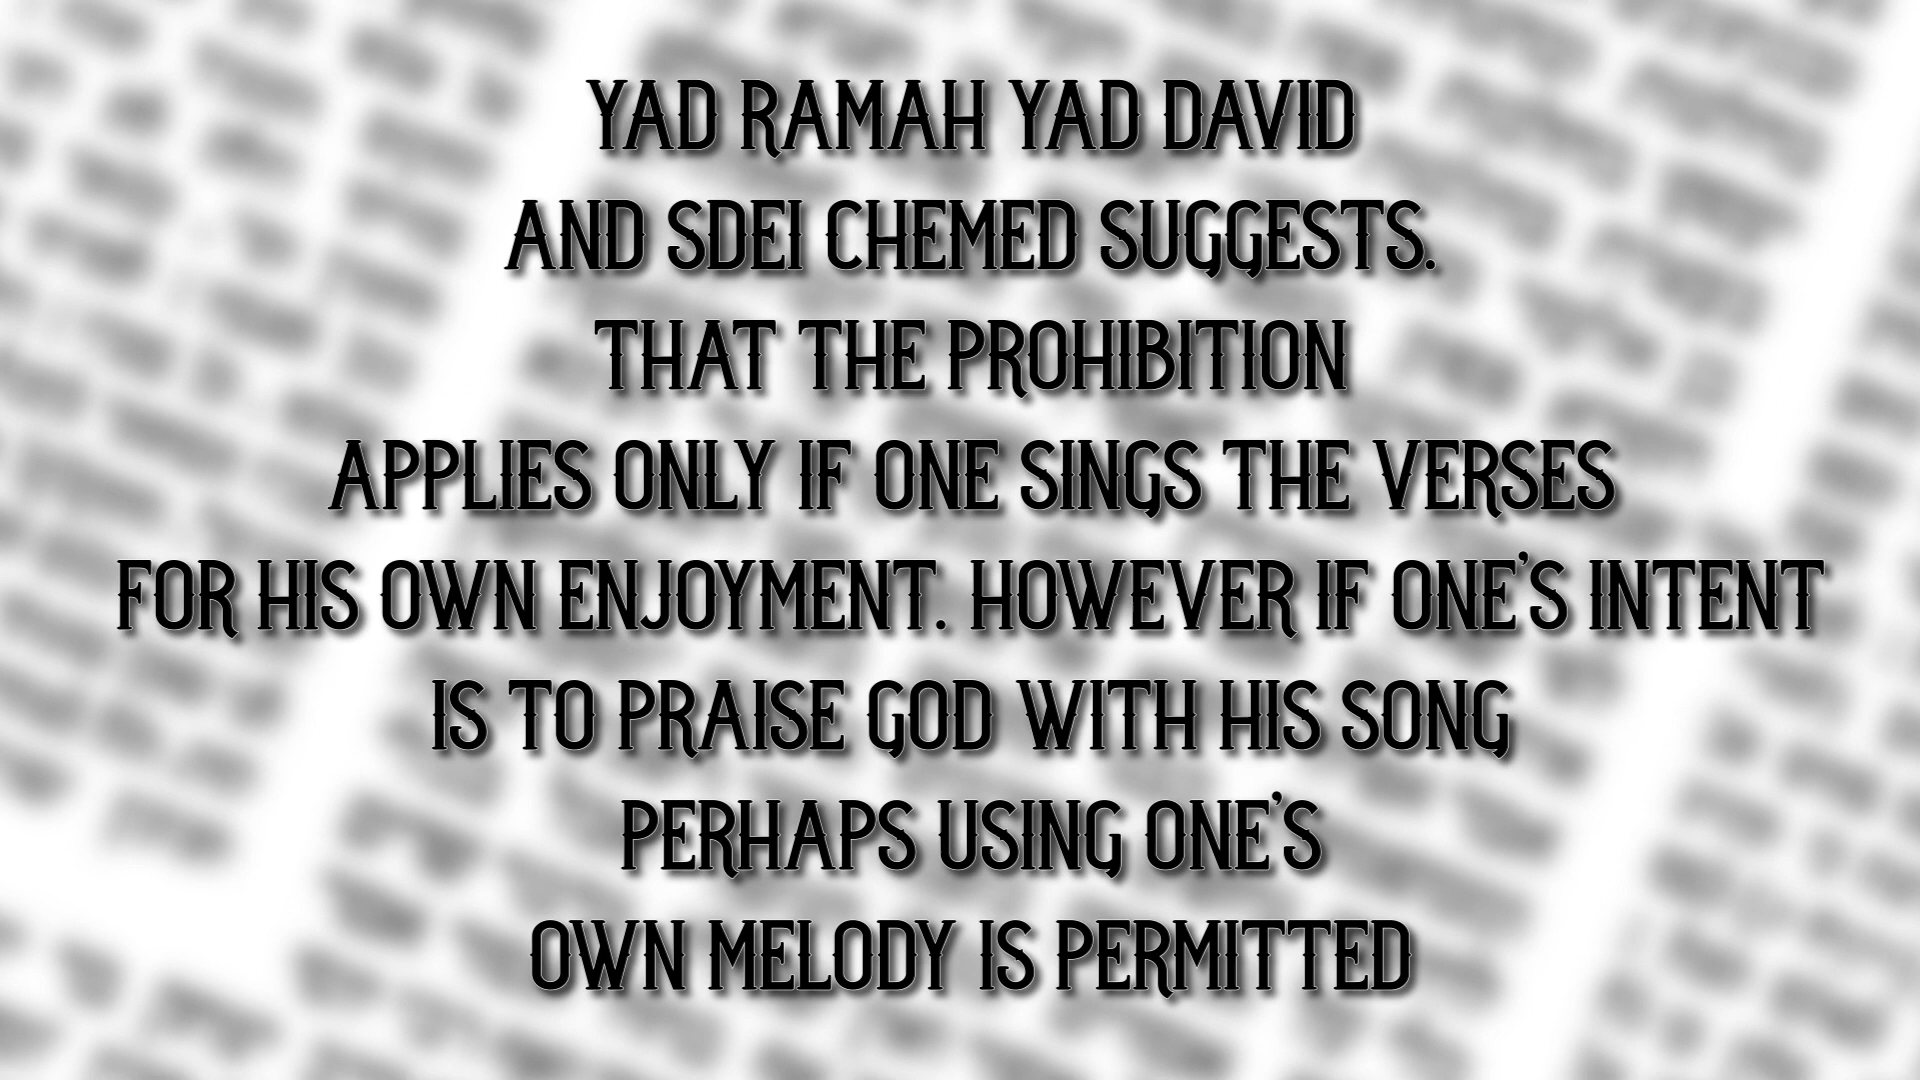 YAD RAMAH YAD DAVID
AND SDEI CHEMED SUGGESTS.
THAT THE PROHIBITION
APPLIES ONLY IF ONE SINGS THE VERSES
FOR HIS OWN ENJOYMENT. HOWEVER IF ONE'S INTENT
IS TO PRAISE GOD WITH HIS SONG
PERHAPS USING ONE'S
OWN MELODY IS PERMITTED